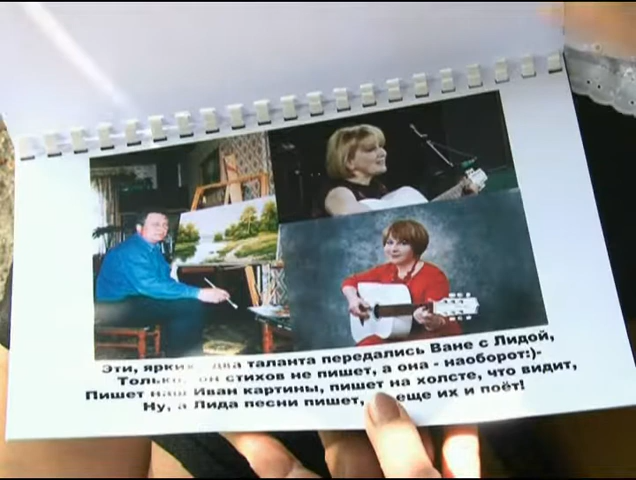 Эти, яркие два таланта передались Ване с Лидой,
Только он стихов не пишет, а она - наоборот:)-
Пишет наш Иван картины, пишет на холсте, что видит,
Ну, а Лида песни пишет, еще их и поёт!